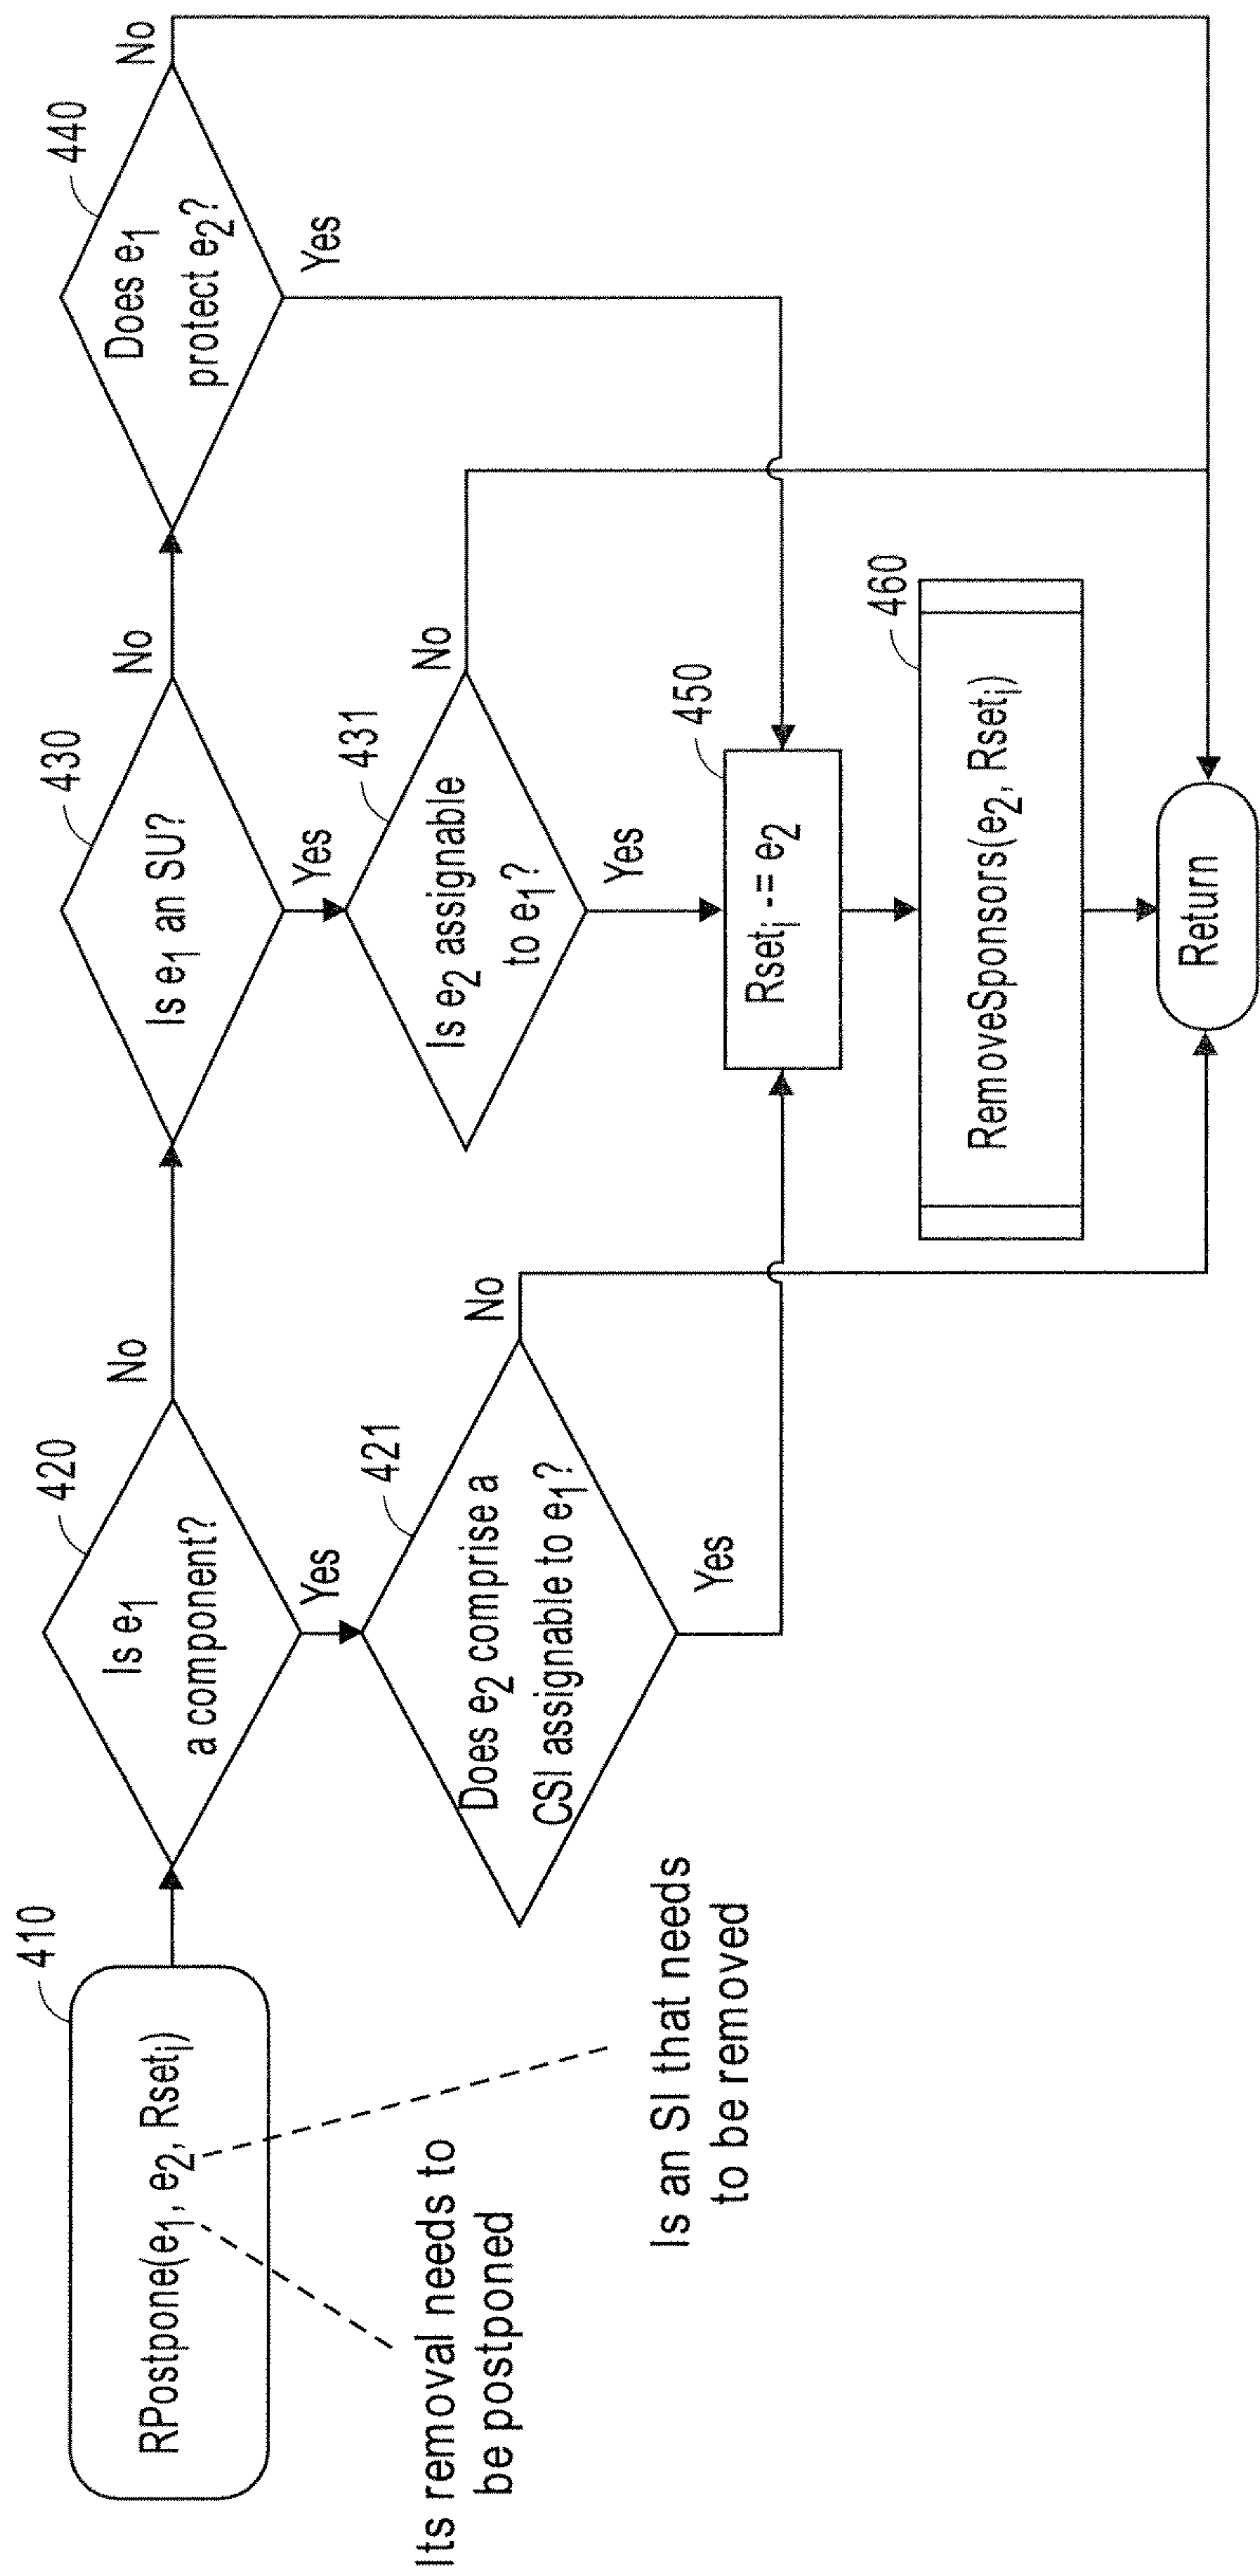 410
RPostpone(e1, e2, Rseti)
Its removal needs to
be postponed
Is an SI that needs
to be removed
420
Is e1
a component?
No
Yes
421
Does e2 comprise a
CSI assignable to e1?
No
Yes
430
Is e1 an SU?
No
Yes
431
Is e2 assignable
to e1?
No
Yes
440
Does e1
protect e2?
No
Yes
450
Rseti -= e2
460
RemoveSponsors(e2, Rseti)
Return